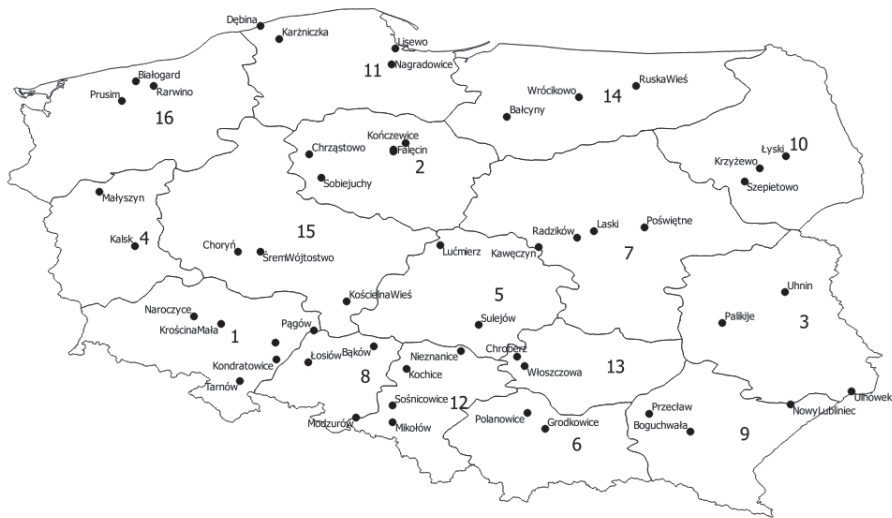 Dębina
Karżniczka
Lisewo
Nagradowice
11
Białogard
Rarwino
Prusim
16
RuskaWieś
Wrócikowo
14
Bałcyny
Kończewice
Fałęcin
Chrząstowo
2
Sobiejuchy
Łyski
10
Krzyżewo
Szepietowo
Małyszyn
Kalsk
4
15
Choryń
ŚremWójtostwo
Lućmierz
Kawęczyn
Radzików
Laski
Poświętne
7
KościelnaWieś
5
Sulejów
Uhnin
Palikije
3
Naroczyce
KrościnaMała
1
Pągów
Kondratowice
Tarnów
Łosiów
Bąków
8
Nieznanice
Kochice
Chroberz
Włoszczowa
13
Sośnicowice
12
Modzurów
Mikołów
Polanowice
Grodkowice
6
Przecław
Boguchwała
9
NowyLubliniec
Ulhówek